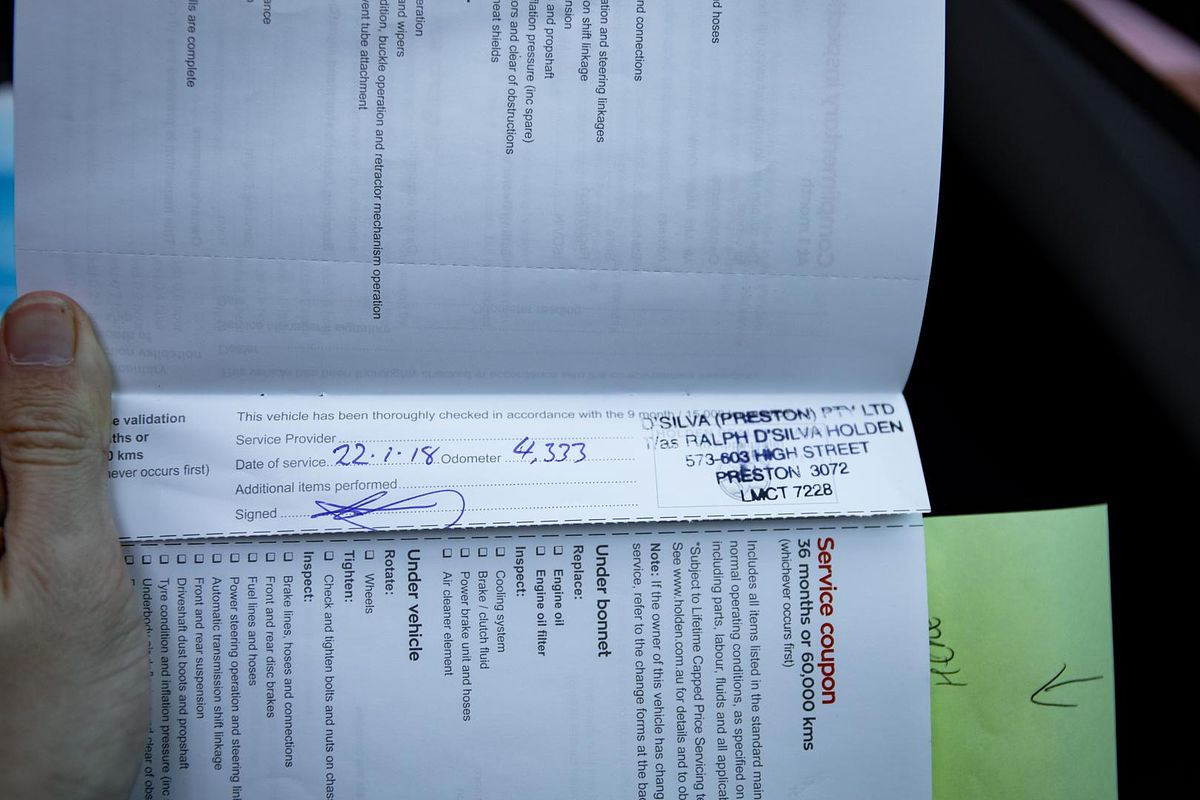 d hoses
nd connections
ation and steering linkages
on shift linkage
nsion
and propshaft
lation pressure (inc spare)
ors and clear of obstructions
neat shields
eration
and wipers
dition, buckle operation and retractor mechanism operation
vent tube attachment
ance
lls are complete
e validation
ths or
0 kms
ever occurs first)
This vehicle has been thoroughly checked in accordance with the 9 month / 15,000
Service Provider
Date of service 22.1.18 Odometer 4,333
Additional items performed
Signed
D'SILVA (PRESTON) PTY LTD
T/as RALPH D'SILVA HOLDEN
573-603 HIGH STREET
PRESTON 3072
LMCT 7228
Service coupon
36 months or 60,000 kms
(whichever occurs first)
Includes all items listed in the standard main
normal operating conditions, as specified on
including parts, labour, fluids and all applicat
*Subject to Lifetime Capped Price Servicing te
See www.holden.com.au for details and to ob
Note: If the owner of this vehicle has chang
service, refer to the change forms at the bac
Under bonnet
Replace:
❑ Engine oil
❑ Engine oil filter
Inspect:
❑ Cooling system
❑ Brake / clutch fluid
❑ Power brake unit and hoses
❑ Air cleaner element
Under vehicle
Rotate:
❑ Wheels
Tighten:
❑ Check and tighten bolts and nuts on chas
Inspect:
❑ Brake lines, hoses and connections
❑ Front and rear disc brakes
❑ Fuel lines and hoses
❑ Power steering operation and steering lin
❑ Automatic transmission shift linkage
❑ Front and rear suspension
❑ Driveshaft dust boots and propshaft
❑ Tyre condition and inflation pressure (inc